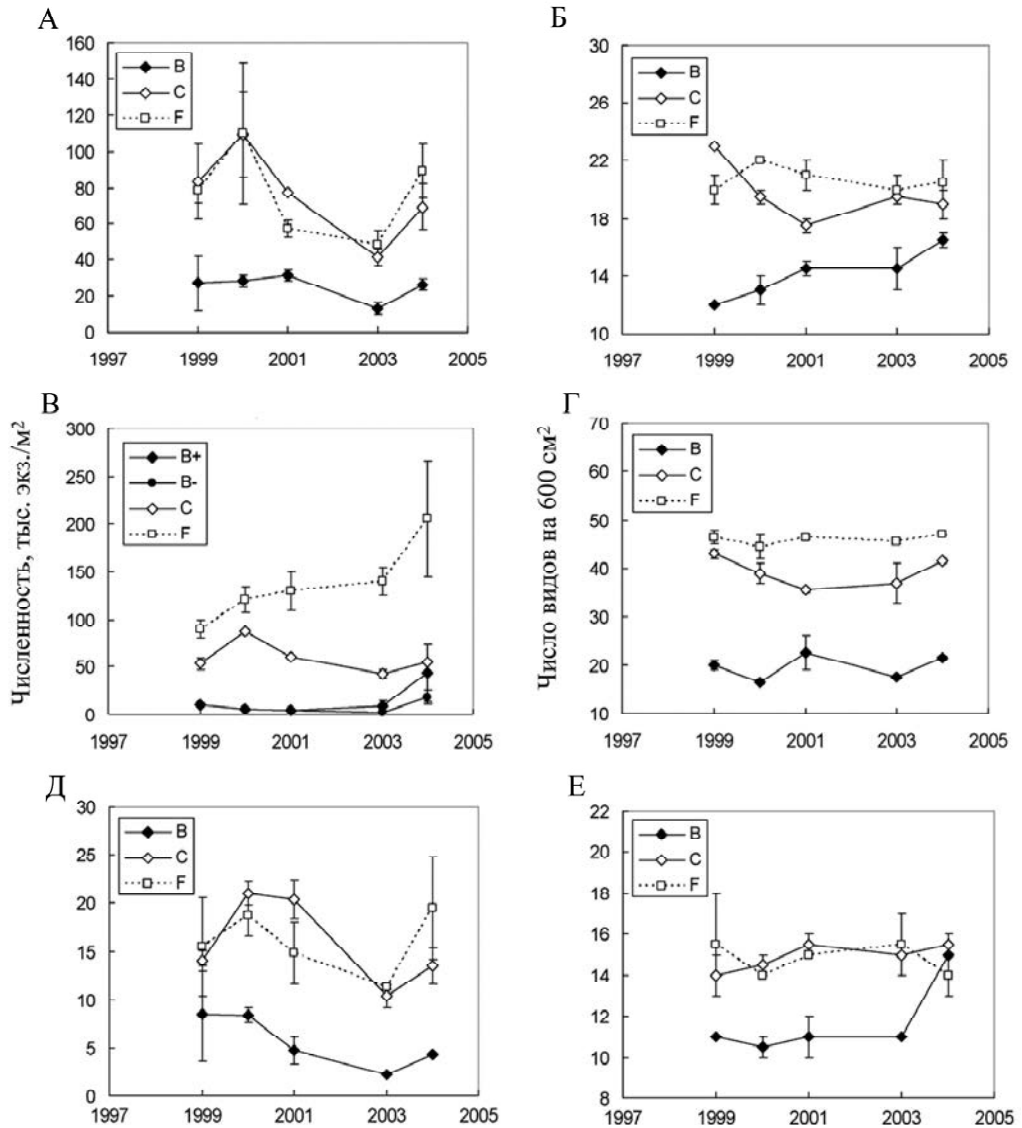 А
160
140
120
100
80
60
40
20
0
B
C
F
1997 1999 2001 2003 2005
Б
30
26
22
18
14
10
B
C
F
1997 1999 2001 2003 2005
В
Численность, тыс. экз./м²
300
250
200
150
100
50
0
B+
B-
C
F
1997 1999 2001 2003 2005
Г
Число видов на 600 см²
70
60
50
40
30
20
10
B
C
F
1997 1999 2001 2003 2005
Д
30
25
20
15
10
5
0
B
C
F
1997 1999 2001 2003 2005
Е
22
20
18
16
14
12
10
8
B
C
F
1997 1999 2001 2003 2005